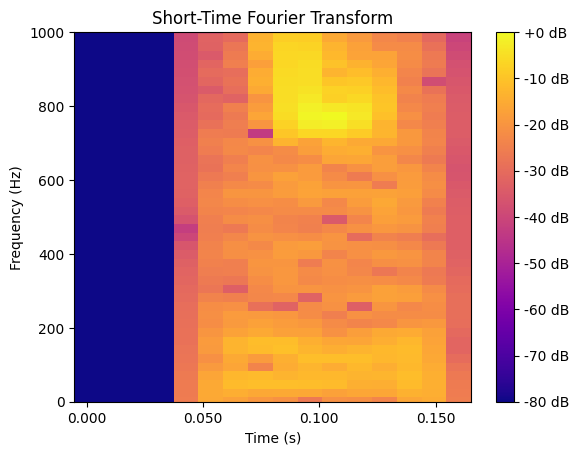 Short-Time Fourier Transform
1000
800
600
400
200
0
Frequency (Hz)
0.000
0.050
0.100
0.150
Time (s)
+0 dB
-10 dB
-20 dB
-30 dB
-40 dB
-50 dB
-60 dB
-70 dB
-80 dB